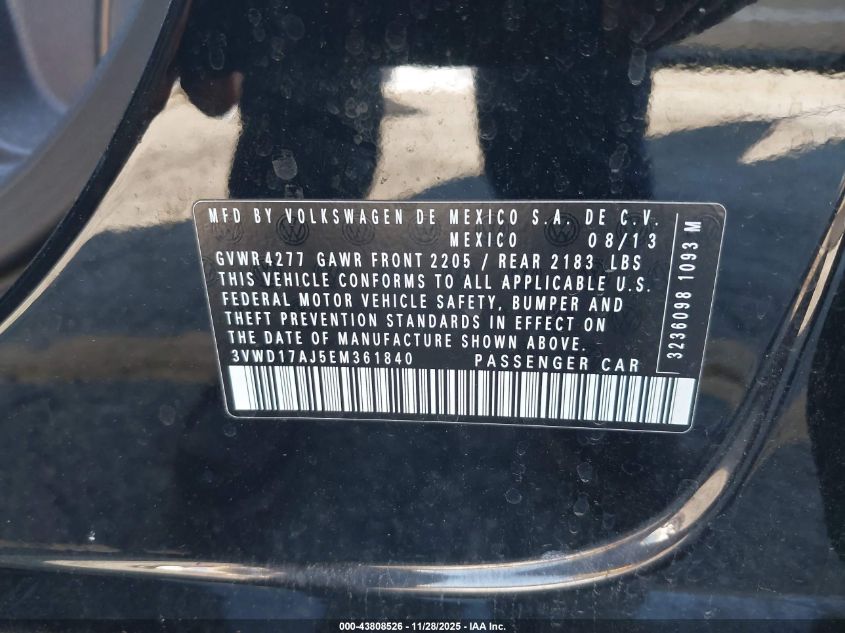 MFD BY VOLKSWAGEN DE MEXICO S.A. DE C.V.
MEXICO 08/13
GVWR 4277 GAWR FRONT 2205 / REAR 2183 LBS
THIS VEHICLE CONFORMS TO ALL APPLICABLE U.S.
FEDERAL MOTOR VEHICLE SAFETY, BUMPER AND
THEFT PREVENTION STANDARDS IN EFFECT ON
THE DATE OF MANUFACTURE SHOWN ABOVE.
3VWD17AJ5EM361840 PASSENGER CAR
3236098 1093 M
000-43808526 - 11/28/2025 - IAA Inc.